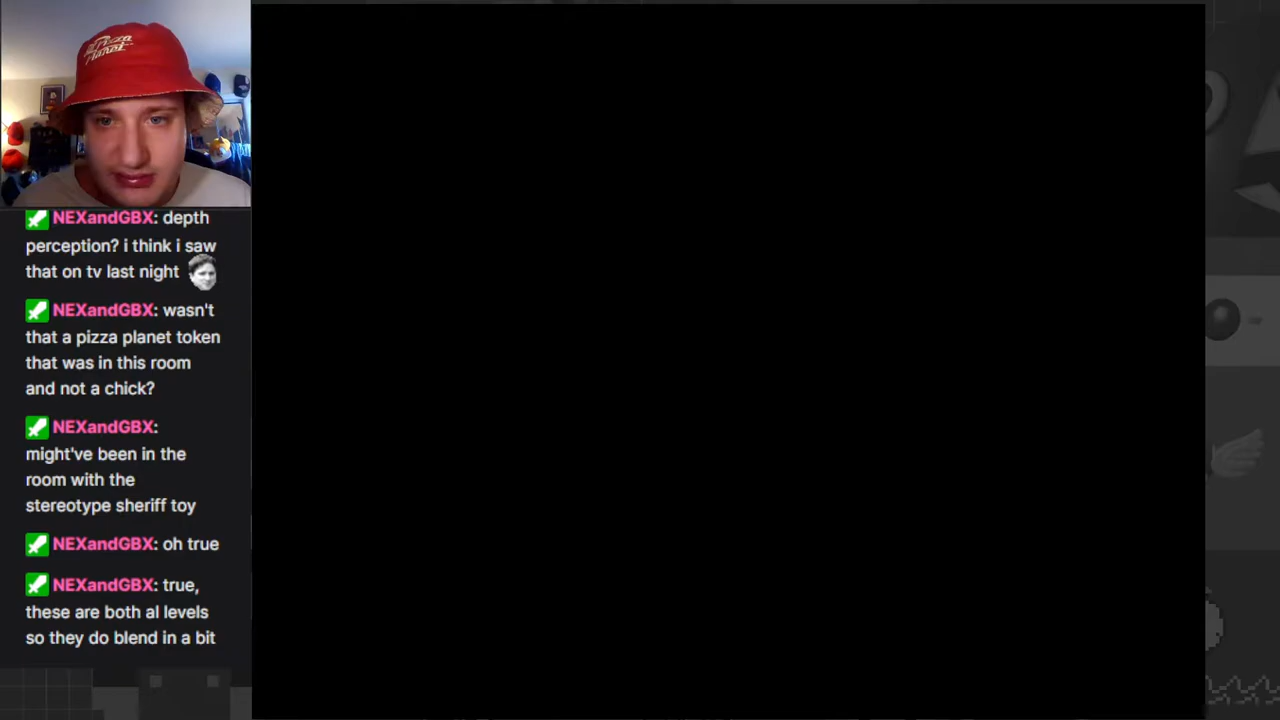 Pizza
Planet
NEXandGBX: depth
perception? i think i saw
that on tv last night
NEXandGBX: wasn't
that a pizza planet token
that was in this room
and not a chick?
NEXandGBX:
might've been in the
room with the
stereotype sheriff toy
NEXandGBX: oh true
NEXandGBX: true,
these are both al levels
so they do blend in a bit